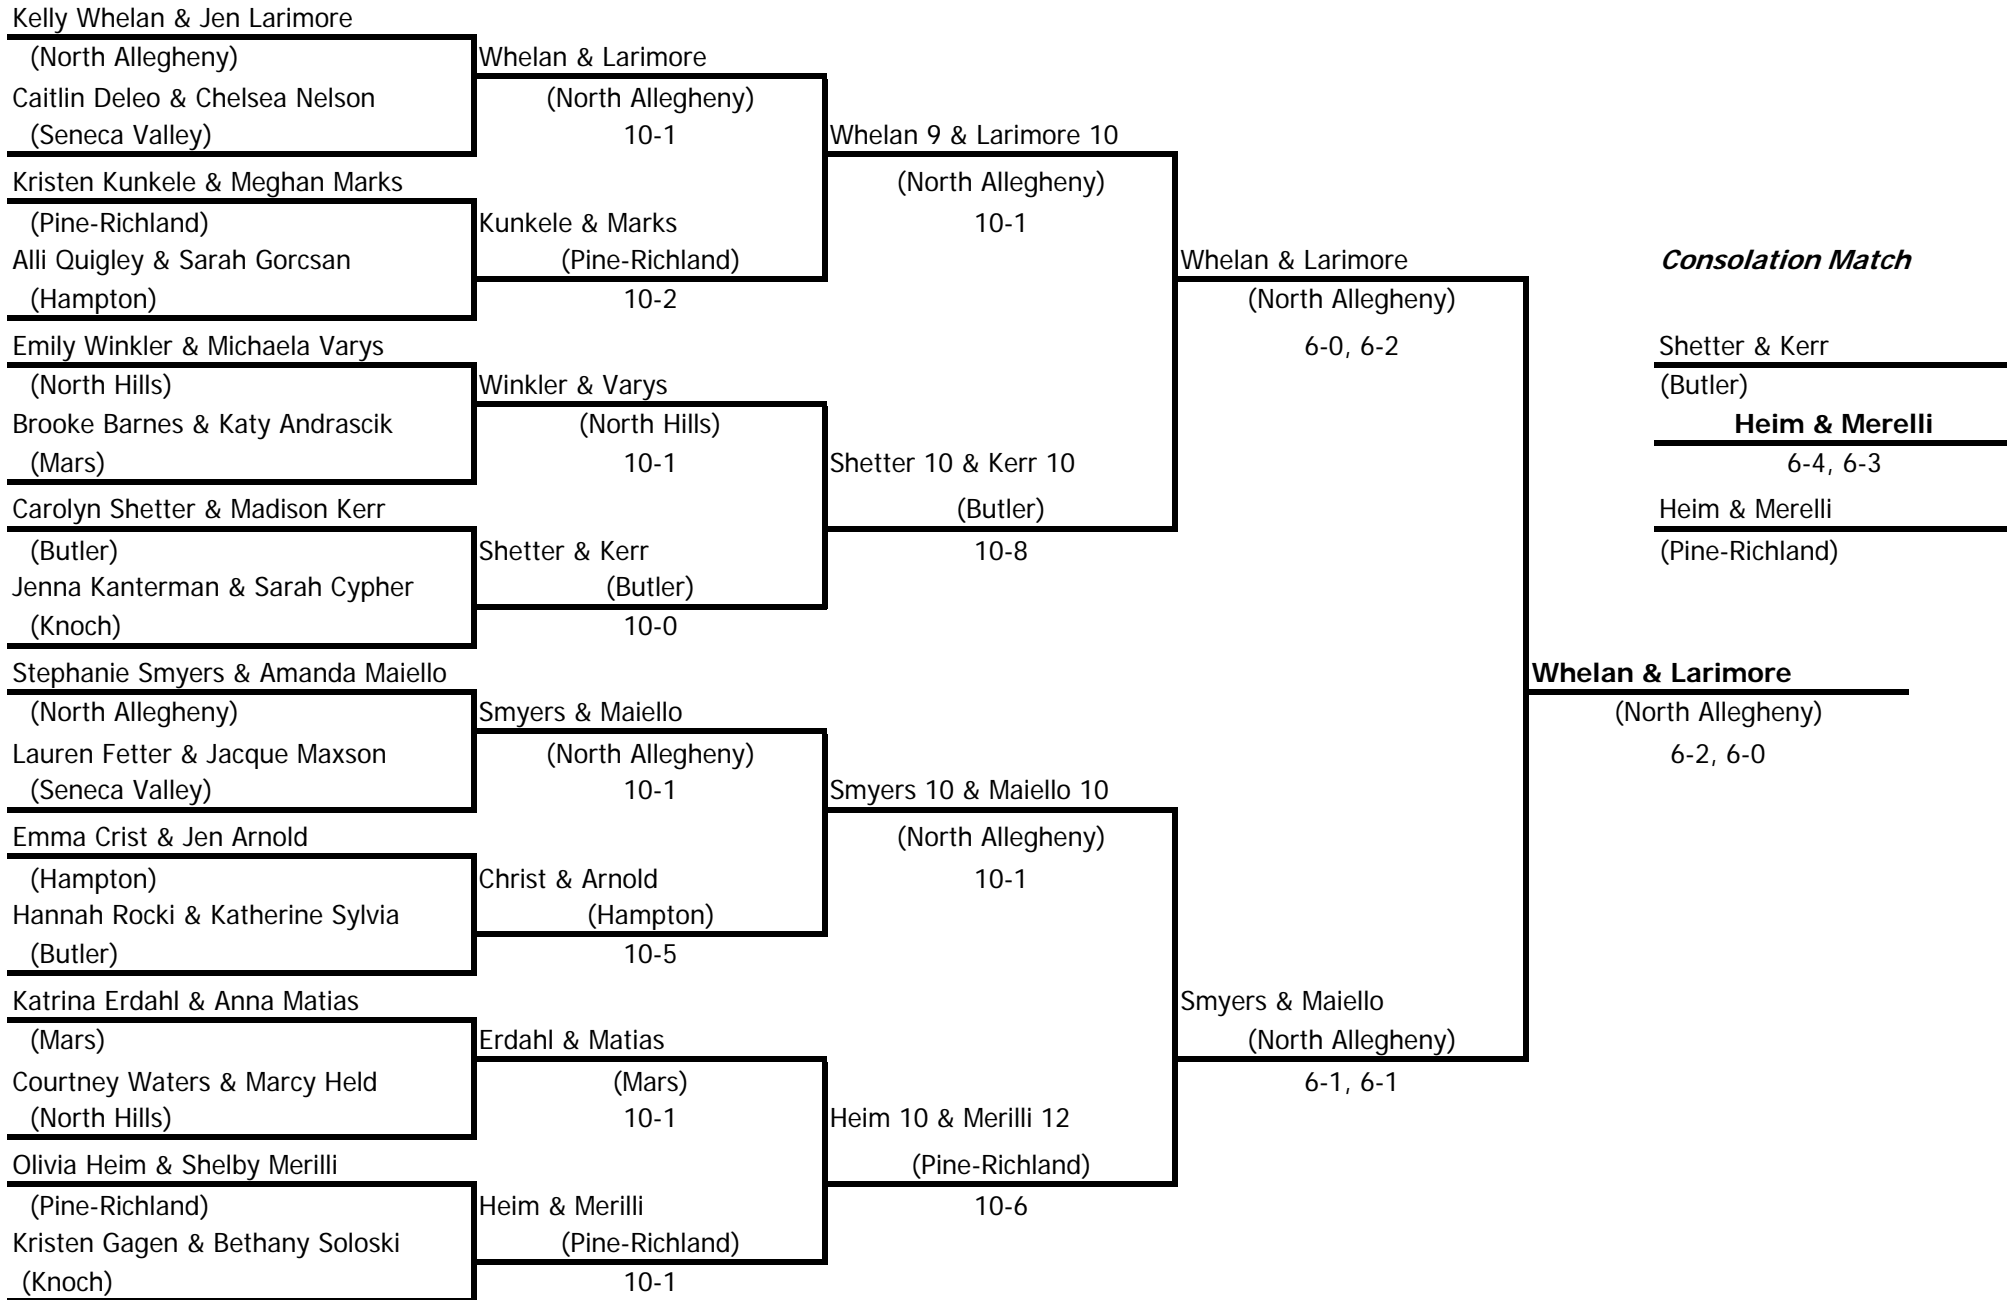 Kelly Whelan & Jen Larimore
(North Allegheny)
Caitlin Deleo & Chelsea Nelson
(Seneca Valley)
Kristen Kunkele & Meghan Marks
(Pine-Richland)
Alli Quigley & Sarah Gorcsan
(Hampton)
Emily Winkler & Michaela Varys
(North Hills)
Brooke Barnes & Katy Andrascik
(Mars)
Carolyn Shetter & Madison Kerr
(Butler)
Jenna Kanterman & Sarah Cypher
(Knoch)
Stephanie Smyers & Amanda Maiello
(North Allegheny)
Lauren Fetter & Jacque Maxson
(Seneca Valley)
Emma Crist & Jen Arnold
(Hampton)
Hannah Rocki & Katherine Sylvia
(Butler)
Katrina Erdahl & Anna Matias
(Mars)
Courtney Waters & Marcy Held
(North Hills)
Olivia Heim & Shelby Merilli
(Pine-Richland)
Kristen Gagen & Bethany Soloski
(Knoch)
Whelan & Larimore
(North Allegheny)
10-1
Kunkele & Marks
(Pine-Richland)
10-2
Winkler & Varys
(North Hills)
10-1
Shetter & Kerr
(Butler)
10-0
Smyers & Maiello
(North Allegheny)
10-1
Christ & Arnold
(Hampton)
10-5
Erdahl & Matias
(Mars)
10-1
Heim & Merilli
(Pine-Richland)
10-1
Whelan 9 & Larimore 10
(North Allegheny)
10-1
Shetter 10 & Kerr 10
(Butler)
10-8
Smyers 10 & Maiello 10
(North Allegheny)
10-1
Heim 10 & Merilli 12
(Pine-Richland)
10-6
Whelan & Larimore
(North Allegheny)
6-0, 6-2
Smyers & Maiello
(North Allegheny)
6-1, 6-1
Whelan & Larimore
(North Allegheny)
6-2, 6-0
Consolation Match
Shetter & Kerr
(Butler)
Heim & Merelli
6-4, 6-3
Heim & Merelli
(Pine-Richland)